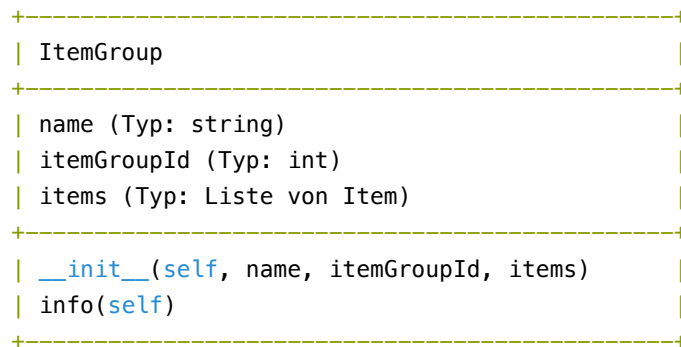 +------------------------------------------------+
| ItemGroup                                      |
+------------------------------------------------+
| name (Typ: string)                             |
| itemGroupId (Typ: int)                         |
| items (Typ: Liste von Item)                    |
+------------------------------------------------+
| __init__(self, name, itemGroupId, items)       |
| info(self)                                     |
+------------------------------------------------+